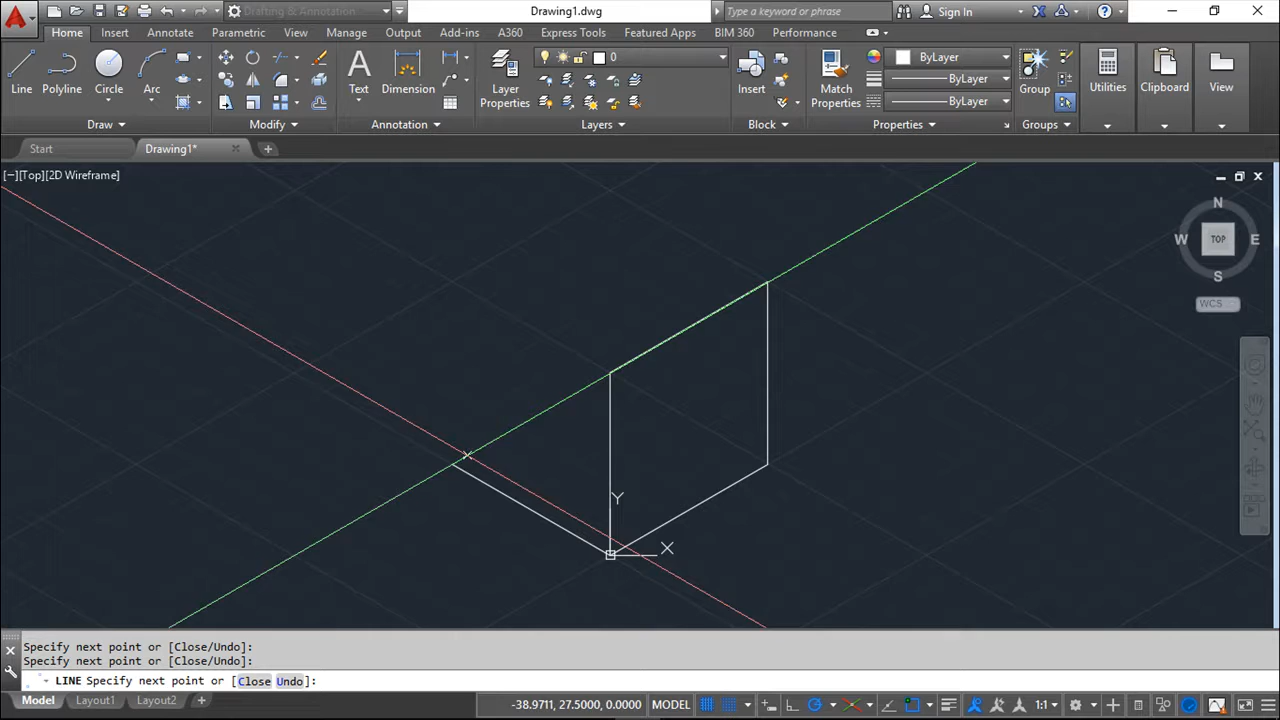 Drafting & Annotation
Drawing1.dwg
Type a keyword or phrase
Sign In
Home Insert Annotate Parametric View Manage Output Add-ins A360 Express Tools Featured Apps BIM 360 Performance
Line Polyline Circle Arc
Text Dimension
Layer Properties
0
Insert
Match Properties
ByLayer
ByLayer
ByLayer
Group
Utilities
Clipboard
View
Draw Modify Annotation Layers Block Properties Groups
Start Drawing1*
[−][Top][2D Wireframe]
N
W TOP E
S
WCS
Y
X
Specify next point or [Close/Undo]:
Specify next point or [Close/Undo]:
LINE Specify next point or [Close Undo]:
Model Layout1 Layout2 +
-38.9711, 27.5000, 0.0000 MODEL 1:1